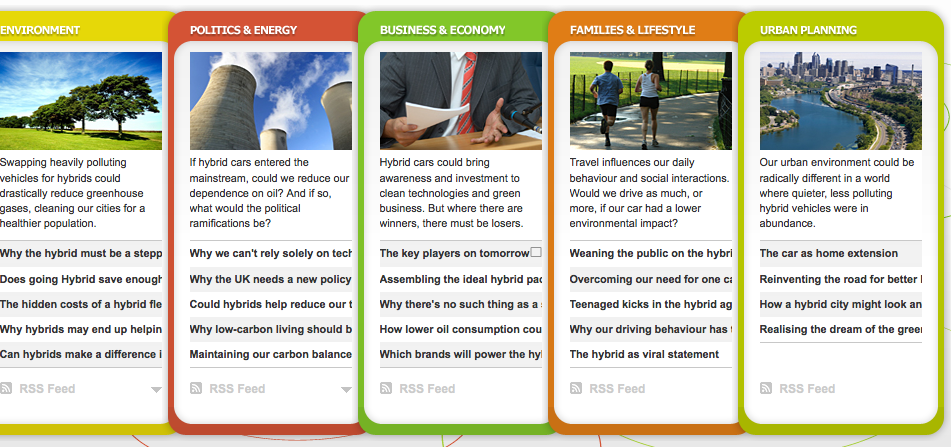 ENVIRONMENT
Swapping heavily polluting
vehicles for hybrids could
drastically reduce greenhouse
gases, cleaning our cities for a
healthier population.
Why the hybrid must be a stepp
Does going Hybrid save enough
The hidden costs of a hybrid fle
Why hybrids may end up helpin
Can hybrids make a difference i
RSS Feed
POLITICS & ENERGY
If hybrid cars entered the
mainstream, could we reduce our
dependence on oil? And if so,
what would the political
ramifications be?
Why we can't rely solely on tech
Why the UK needs a new policy
Could hybrids help reduce our t
Why low-carbon living should b
Maintaining our carbon balance
RSS Feed
BUSINESS & ECONOMY
Hybrid cars could bring
awareness and investment to
clean technologies and green
business. But where there are
winners, there must be losers.
The key players on tomorrow
Assembling the ideal hybrid pac
Why there's no such thing as a
How lower oil consumption cou
Which brands will power the hy
RSS Feed
FAMILIES & LIFESTYLE
Travel influences our daily
behaviour and social interactions.
Would we drive as much, or
more, if our car had a lower
environmental impact?
Weaning the public on the hybri
Overcoming our need for one ca
Teenaged kicks in the hybrid ag
Why our driving behaviour has
The hybrid as viral statement
RSS Feed
URBAN PLANNING
Our urban environment could be
radically different in a world
where quieter, less polluting
hybrid vehicles were in
abundance.
The car as home extension
Reinventing the road for better
How a hybrid city might look an
Realising the dream of the gree
RSS Feed